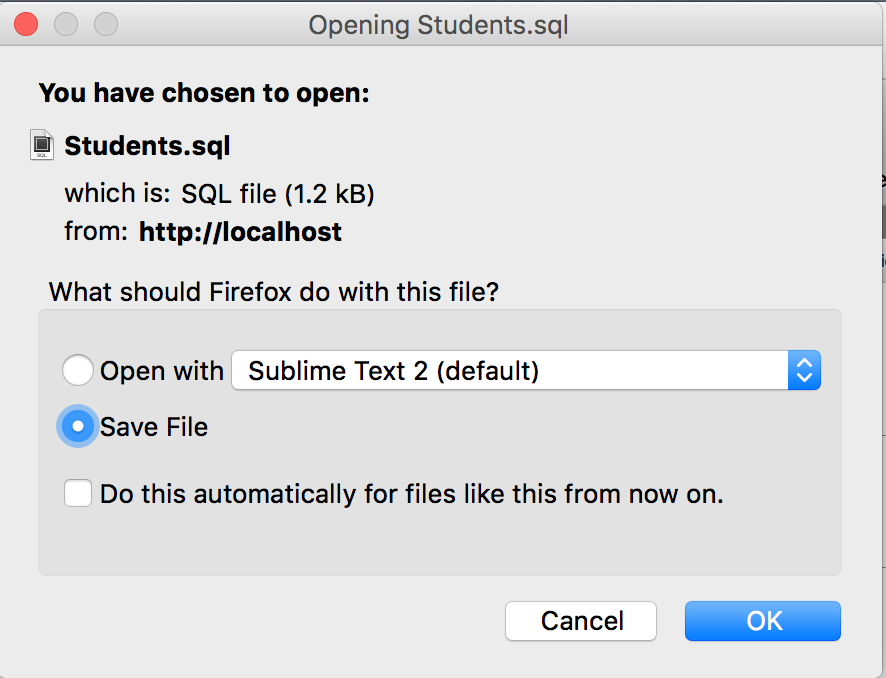 Opening Students.sql
You have chosen to open:
SQL
Students.sql
which is: SQL file (1.2 kB)
from: http://localhost
What should Firefox do with this file?
Open with Sublime Text 2 (default)
Save File
Do this automatically for files like this from now on.
Cancel OK